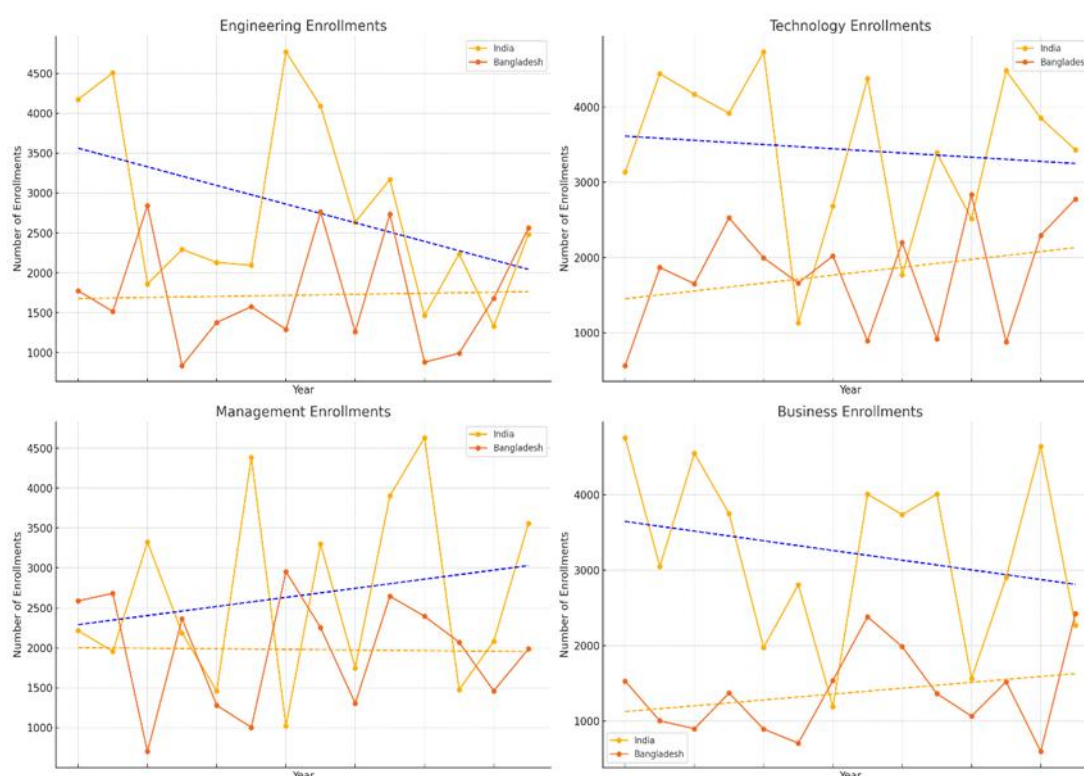 Engineering Enrollments
India
Bangladesh
Number of Enrollments
4500
4000
3500
3000
2500
2000
1500
1000
Year
Technology Enrollments
India
Bangladesh
Number of Enrollments
4000
3000
2000
1000
Year
Management Enrollments
India
Bangladesh
Number of Enrollments
4500
4000
3500
3000
2500
2000
1500
1000
Year
Business Enrollments
India
Bangladesh
Number of Enrollments
4000
3000
2000
1000
Year